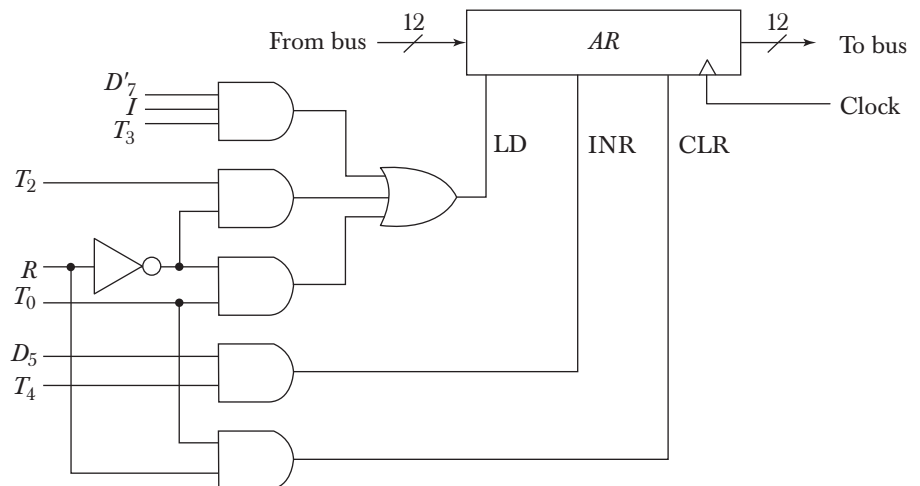 12
12
From bus
AR
To bus
D'₇
I
T₃
Clock
LD
INR
CLR
T₂
R
T₀
D₅
T₄